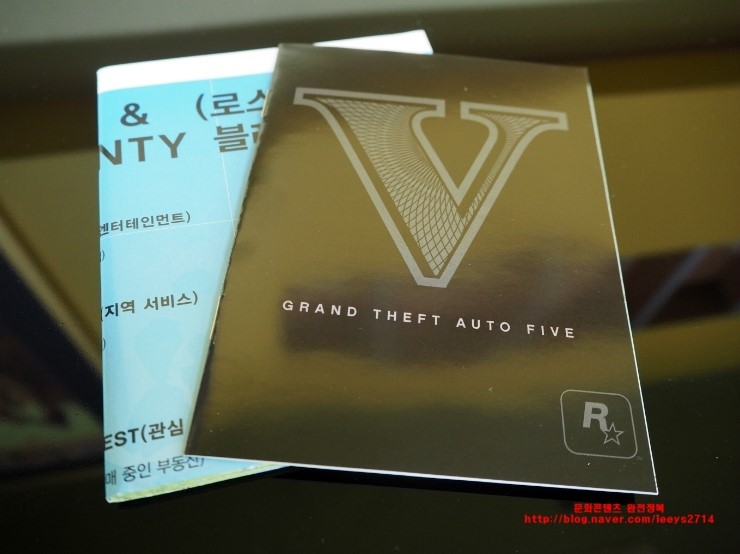 & (로스
NTY 블레
엔터테인먼트)
)
(지역 서비스)
)
EST(관심
매 중인 부동산)
V
GRAND THEFT AUTO FIVE
R
문화콘텐츠 완전정복
http://blog.naver.com/leeys2714